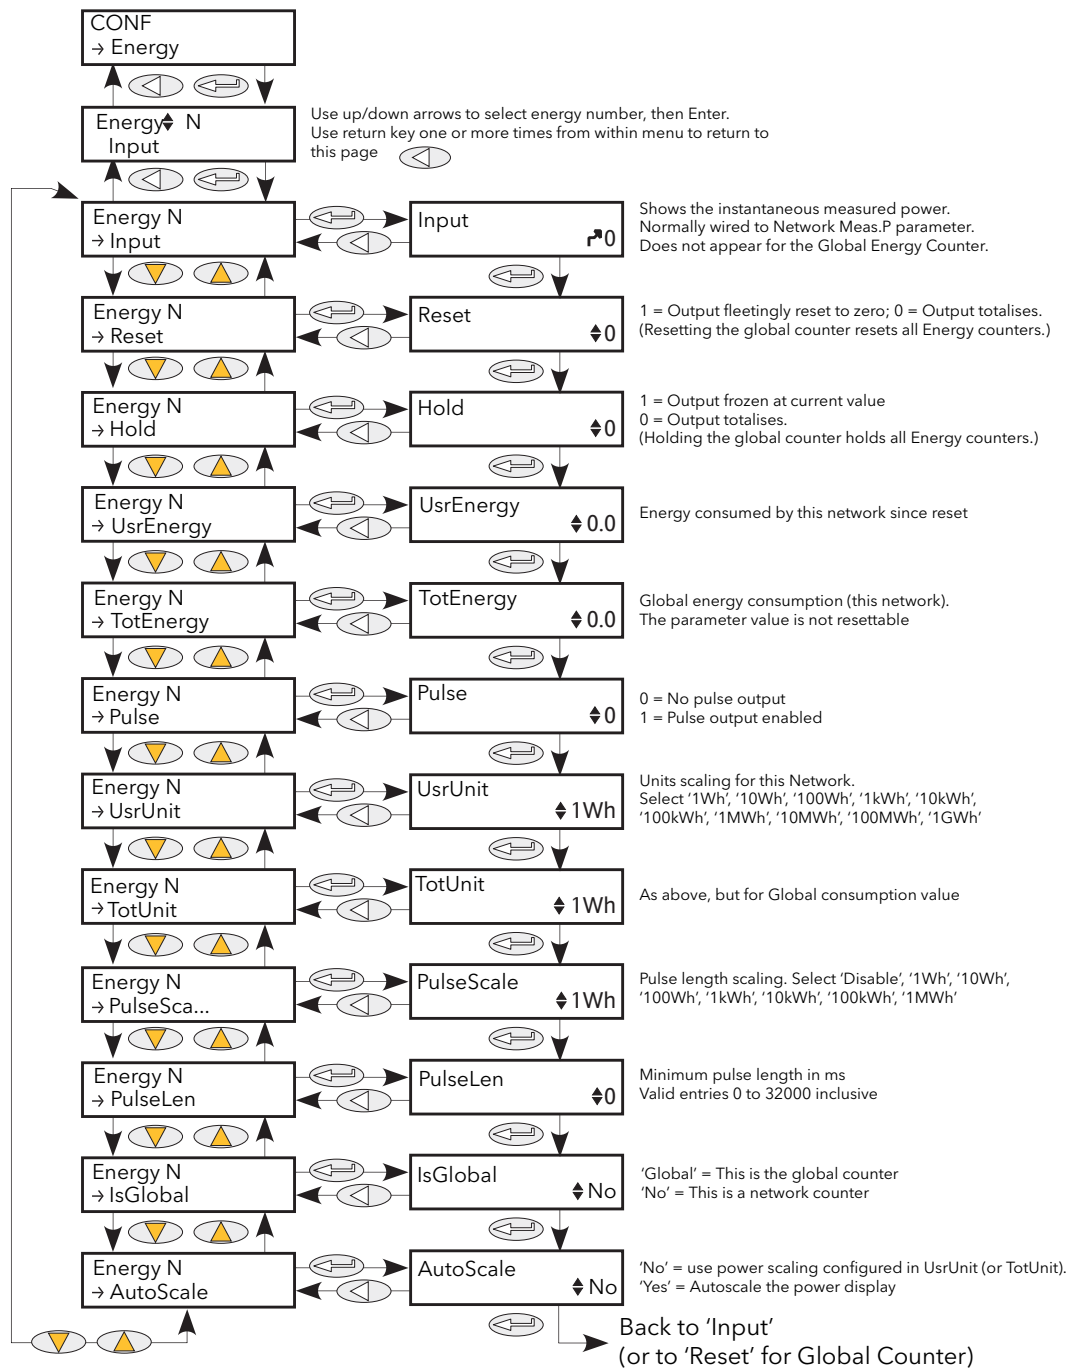 CONF
→ Energy
Energy N
Input
Use up/down arrows to select energy number, then Enter.
Use return key one or more times from within menu to return to
this page
Energy N
→ Input
Input
0
Shows the instantaneous measured power.
Normally wired to Network Meas.P parameter.
Does not appear for the Global Energy Counter.
Energy N
→ Reset
Reset
0
1 = Output fleetingly reset to zero; 0 = Output totalises.
(Resetting the global counter resets all Energy counters.)
Energy N
→ Hold
Hold
0
1 = Output frozen at current value
0 = Output totalises.
(Holding the global counter holds all Energy counters.)
Energy N
→ UsrEnergy
UsrEnergy
0.0
Energy consumed by this network since reset
Energy N
→ TotEnergy
TotEnergy
0.0
Global energy consumption (this network).
The parameter value is not resettable
Energy N
→ Pulse
Pulse
0
0 = No pulse output
1 = Pulse output enabled
Energy N
→ UsrUnit
UsrUnit
1Wh
Units scaling for this Network.
Select ‘1Wh’, ‘10Wh’, ‘100Wh’, ‘1kWh’, ‘10kWh’,
‘100kWh’, ‘1MWh’, ‘10MWh’, ‘100MWh’, ‘1GWh’
Energy N
→ TotUnit
TotUnit
1Wh
As above, but for Global consumption value
Energy N
→ PulseSca...
PulseScale
1Wh
Pulse length scaling. Select ‘Disable’, ‘1Wh’, ‘10Wh’,
‘100Wh’, ‘1kWh’, ‘10kWh’, ‘100kWh’, ‘1MWh’
Energy N
→ PulseLen
PulseLen
0
Minimum pulse length in ms
Valid entries 0 to 32000 inclusive
Energy N
→ IsGlobal
IsGlobal
No
‘Global’ = This is the global counter
‘No’ = This is a network counter
Energy N
→ AutoScale
AutoScale
No
‘No’ = use power scaling configured in UsrUnit (or TotUnit).
‘Yes’ = Autoscale the power display
Back to ‘Input’
(or to ‘Reset’ for Global Counter)